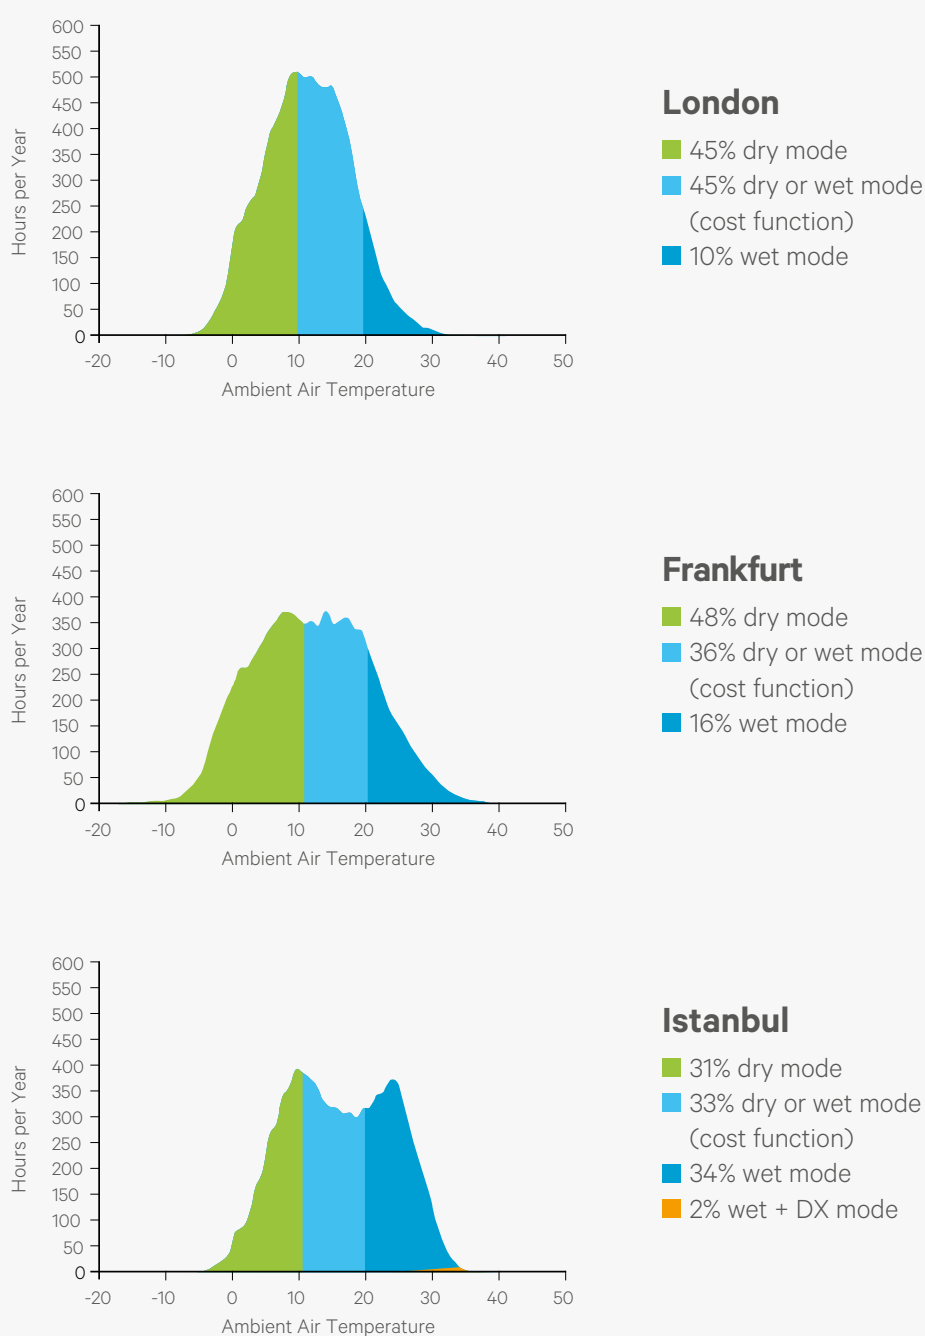 600
550
500
450
400
350
300
250
200
150
100
50
0
Hours per Year
-20 -10 0 10 20 30 40 50
Ambient Air Temperature
London
45% dry mode
45% dry or wet mode
(cost function)
10% wet mode
600
550
500
450
400
350
300
250
200
150
100
50
0
Hours per Year
-20 -10 0 10 20 30 40 50
Ambient Air Temperature
Frankfurt
48% dry mode
36% dry or wet mode
(cost function)
16% wet mode
600
550
500
450
400
350
300
250
200
150
100
50
0
Hours per Year
-20 -10 0 10 20 30 40 50
Ambient Air Temperature
Istanbul
31% dry mode
33% dry or wet mode
(cost function)
34% wet mode
2% wet + DX mode